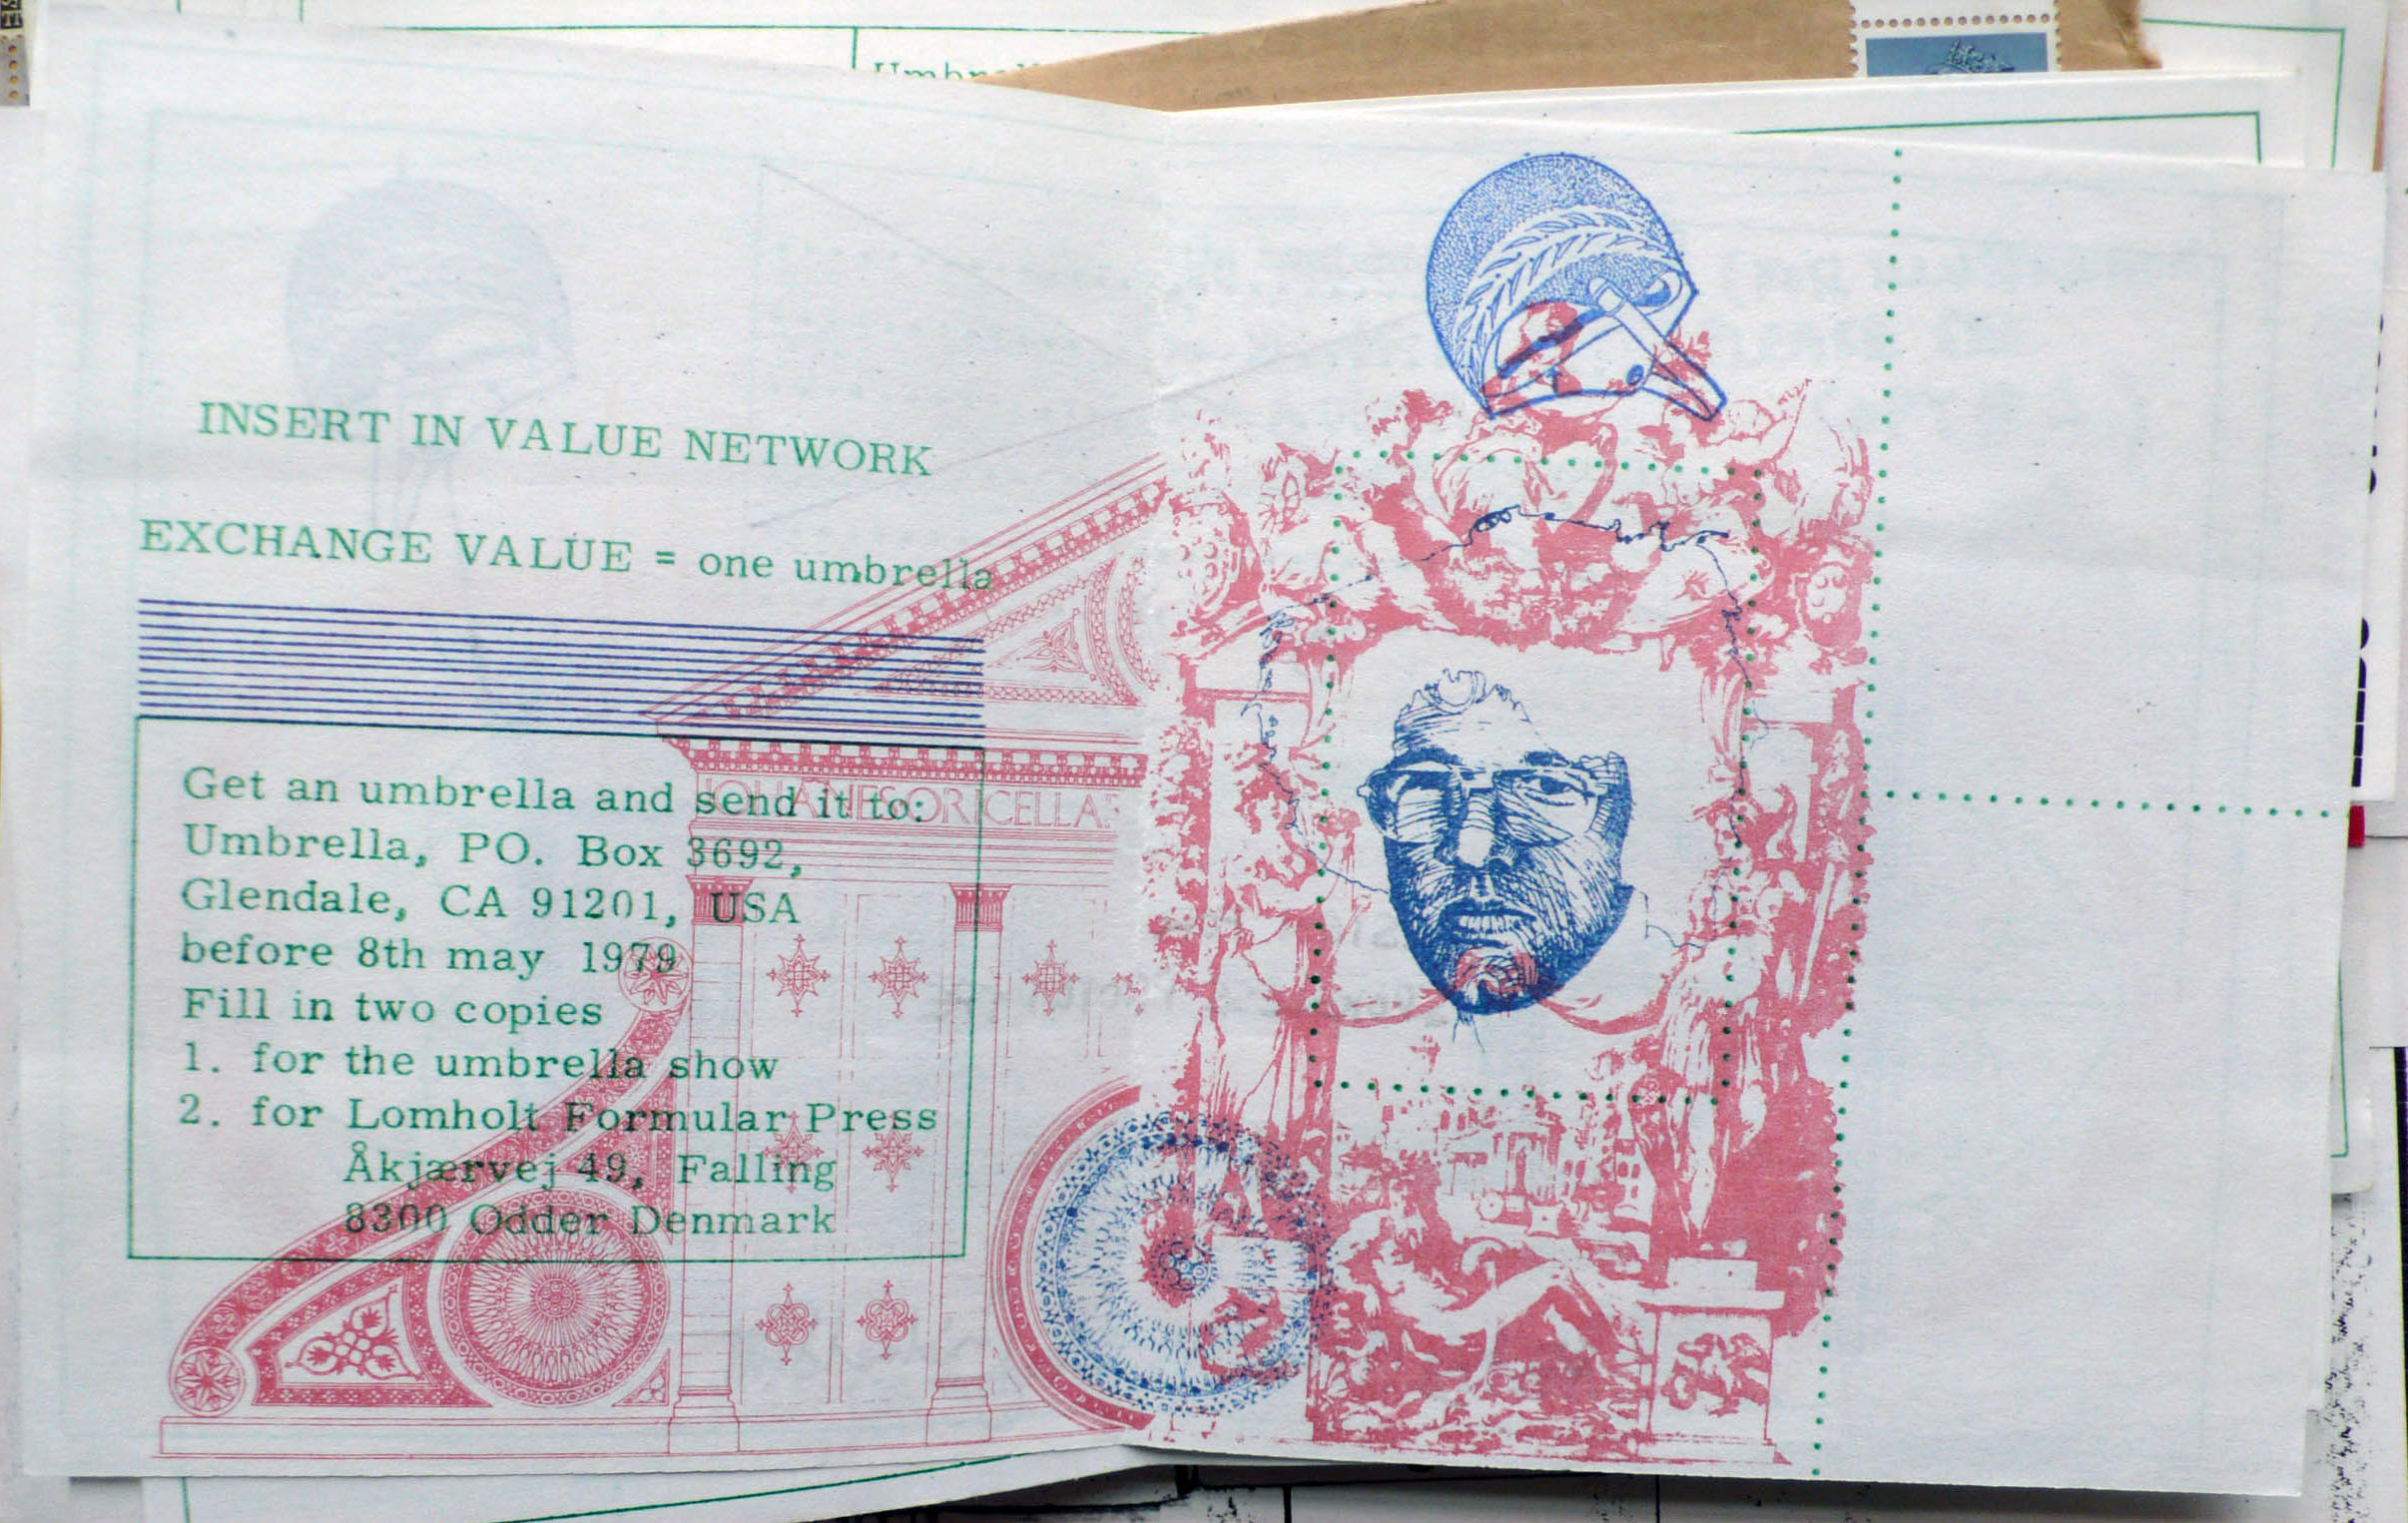 INSERT IN VALUE NETWORK
EXCHANGE VALUE = one umbrella
Get an umbrella and send it to:
Umbrella, PO. Box 3692,
Glendale, CA 91201, USA
before 8th may 1979
Fill in two copies
1. for the umbrella show
2. for Lomholt Formular Press
Åkjærvej 49, Falling
8300 Odder Denmark